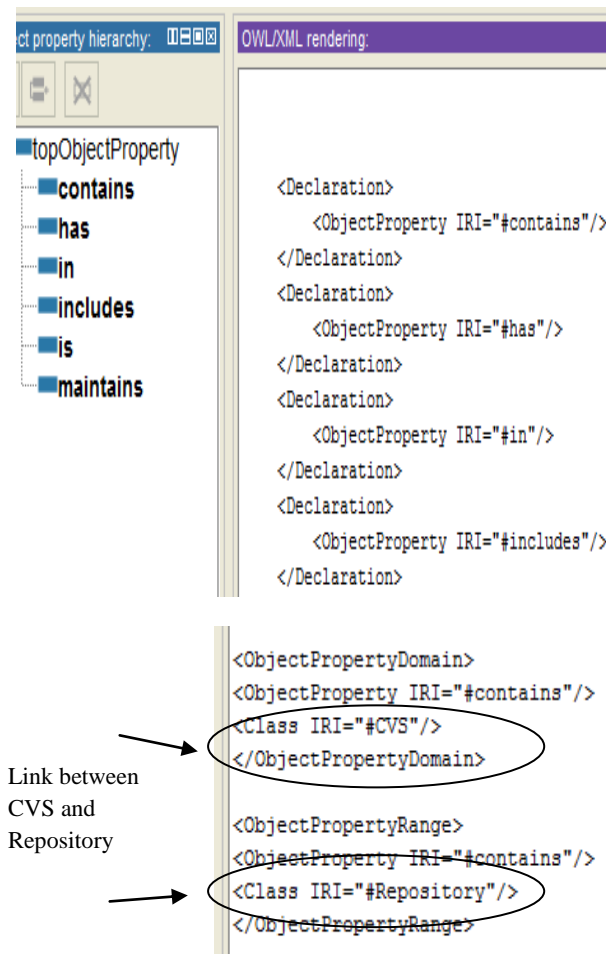 ect property hierarchy:
topObjectProperty
contains
has
in
includes
is
maintains
OWL/XML rendering:
<Declaration>
<ObjectProperty IRI="#contains"/>
</Declaration>
<Declaration>
<ObjectProperty IRI="#has"/>
</Declaration>
<Declaration>
<ObjectProperty IRI="#in"/>
</Declaration>
<Declaration>
<ObjectProperty IRI="#includes"/>
</Declaration>
Link between
CVS and
Repository
<ObjectPropertyDomain>
<ObjectProperty IRI="#contains"/>
<Class IRI="#CVS"/>
</ObjectPropertyDomain>
<ObjectPropertyRange>
<ObjectProperty IRI="#contains"/>
<Class IRI="#Repository"/>
</ObjectPropertyRange>